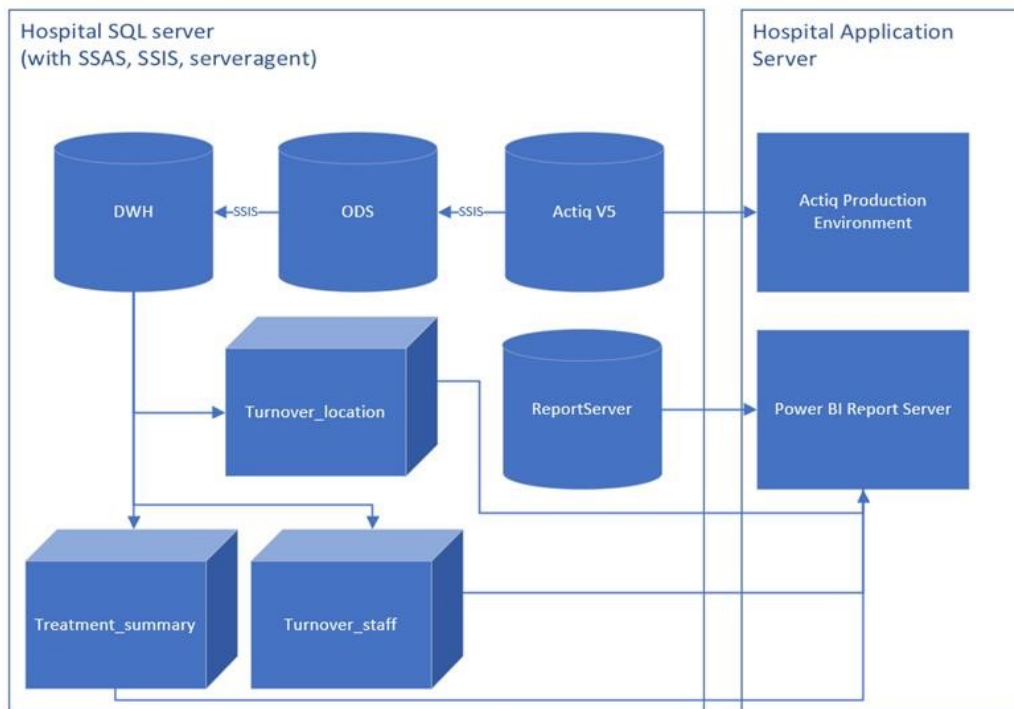 Hospital SQL server
(with SSAS, SSIS, serveragent)
Hospital Application
Server
DWH
SSIS
ODS
SSIS
Actiq V5
Actiq Production
Environment
Turnover_location
ReportServer
Power BI Report Server
Treatment_summary
Turnover_staff